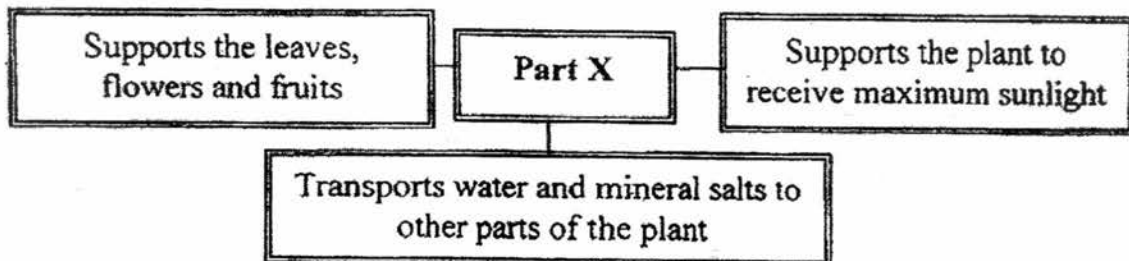 Supports the leaves,
flowers and fruits
Part X
Supports the plant to
receive maximum sunlight
Transports water and mineral salts to
other parts of the plant